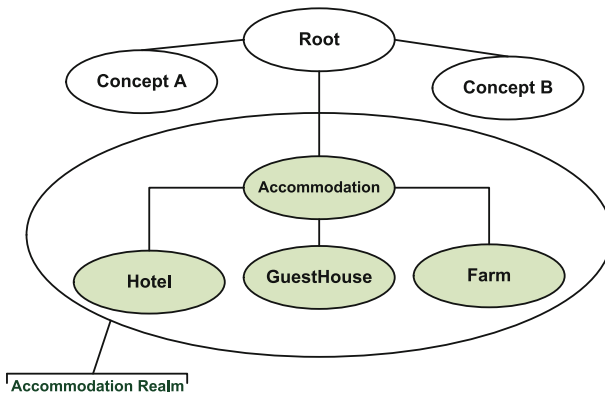 Root
Concept A
Concept B
Accommodation
Hotel
GuestHouse
Farm
Accommodation Realm